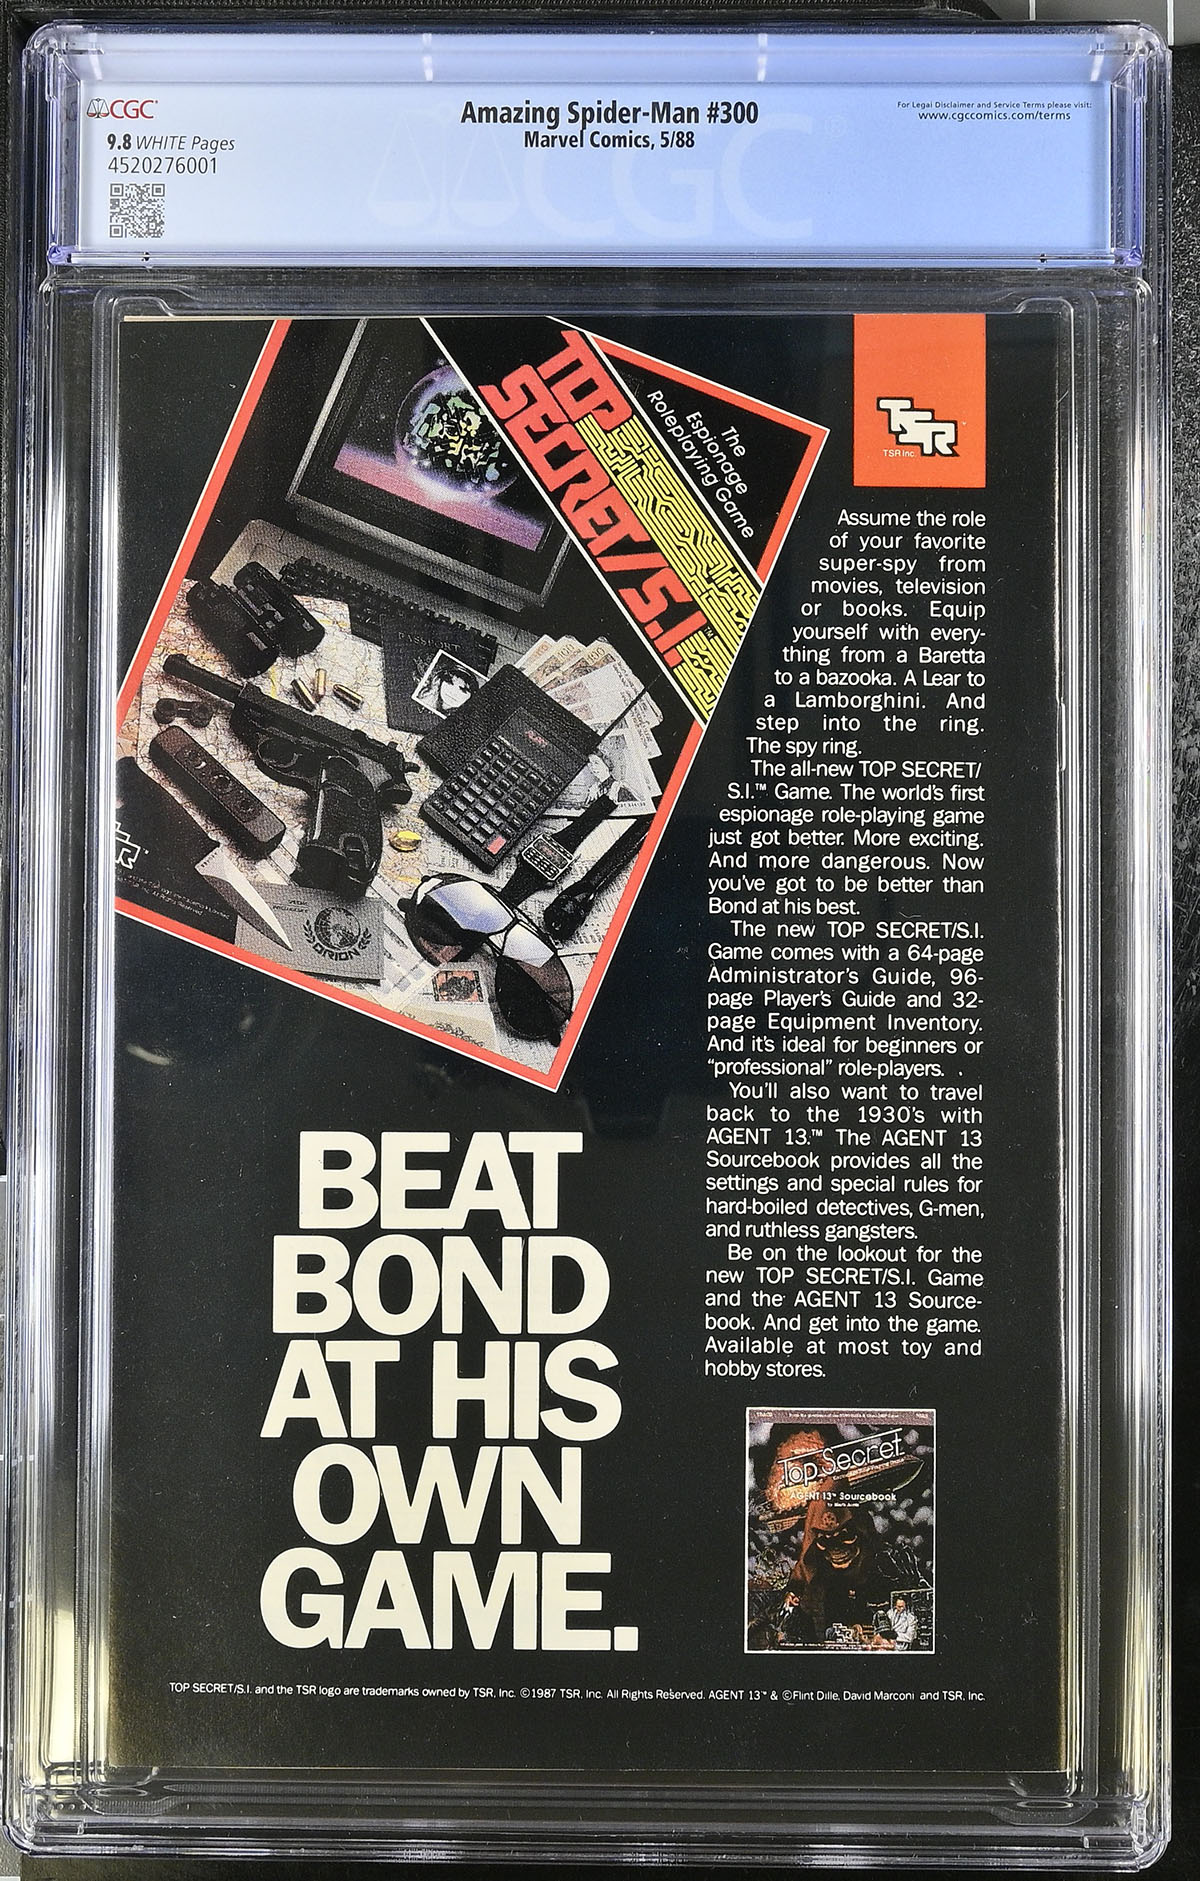 CGC
Amazing Spider-Man #300
Marvel Comics, 5/88
For Legal Disclaimer and Service Terms please visit:
www.cgccomics.com/terms
9.8 WHITE Pages
4520276001
CGC
TOP
SECRET/S.I.™
The
Espionage
Roleplaying Game
TSR
TSR Inc.
PASSPORT
ORION
Assume the role
of your favorite
super-spy from
movies, television
or books. Equip
yourself with every-
thing from a Baretta
to a bazooka. A Lear to
a Lamborghini. And
step into the ring.
The spy ring.
The all-new TOP SECRET/
S.I.™ Game. The world's first
espionage role-playing game
just got better. More exciting.
And more dangerous. Now
you've got to be better than
Bond at his best.
The new TOP SECRET/S.I.
Game comes with a 64-page
Administrator's Guide, 96-
page Player's Guide and 32-
page Equipment Inventory.
And it's ideal for beginners or
“professional” role-players.
You'll also want to travel
back to the 1930's with
AGENT 13.™ The AGENT 13
Sourcebook provides all the
settings and special rules for
hard-boiled detectives, G-men,
and ruthless gangsters.
Be on the lookout for the
new TOP SECRET/S.I. Game
and the AGENT 13 Source-
book. And get into the game.
Available at most toy and
hobby stores.
BEAT
BOND
AT HIS
OWN
GAME.
Top Secret
AGENT 13™ Sourcebook
TSR
TOP SECRET/S.I. and the TSR logo are trademarks owned by TSR, Inc. ©1987 TSR, Inc. All Rights Reserved. AGENT 13™ & ©Flint Dille, David Marconi and TSR, Inc.